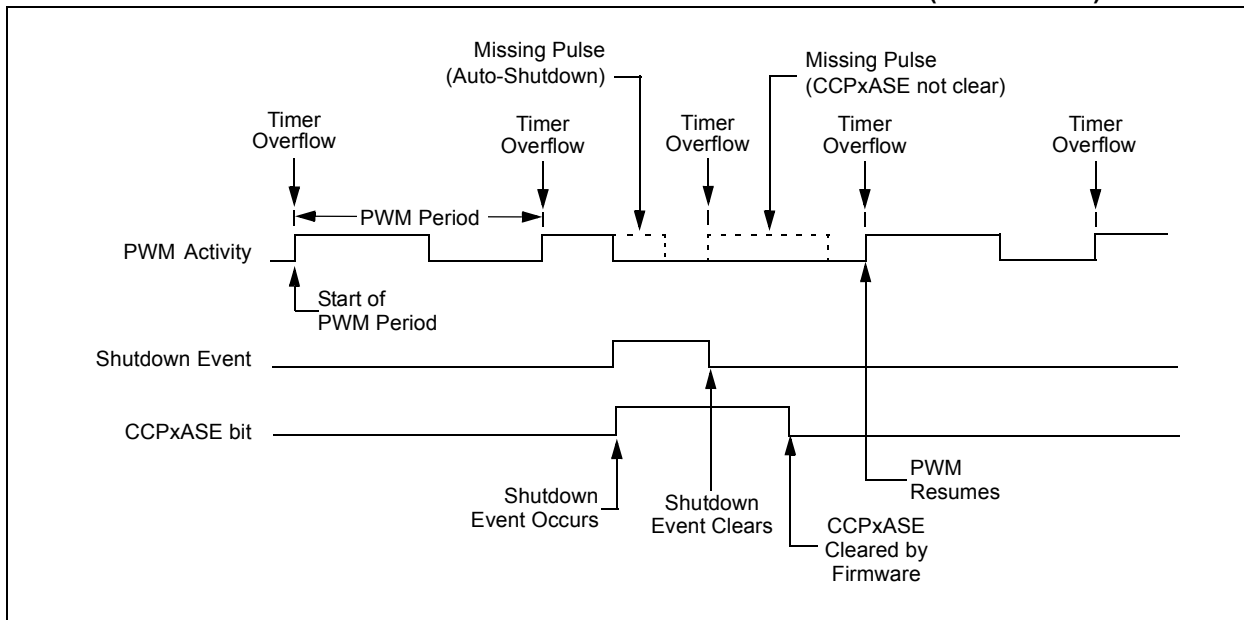 Missing Pulse
(Auto-Shutdown)
Missing Pulse
(CCPxASE not clear)
Timer
Overflow
Timer
Overflow
Timer
Overflow
Timer
Overflow
Timer
Overflow
PWM Period
PWM Activity
Start of
PWM Period
Shutdown Event
CCPxASE bit
Shutdown
Event Occurs
Shutdown
Event Clears
PWM
Resumes
CCPxASE
Cleared by
Firmware